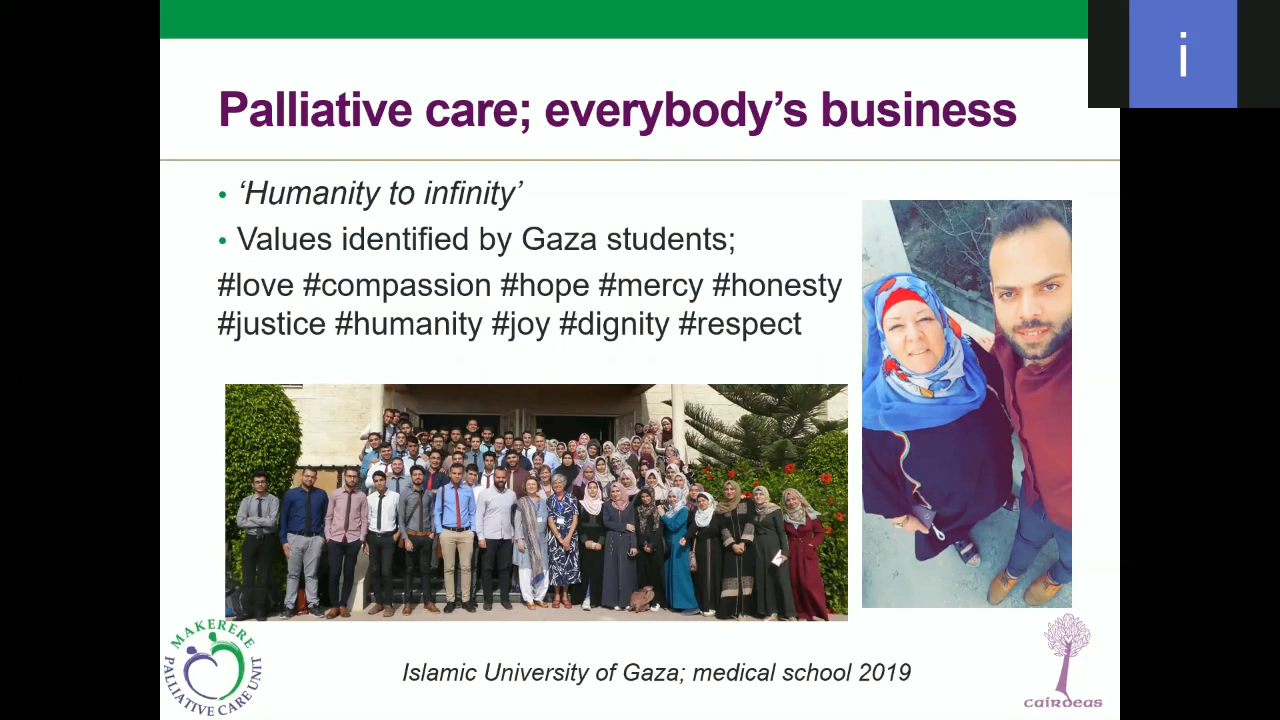 i
Palliative care; everybody’s business
• ‘Humanity to infinity’
• Values identified by Gaza students;
#love #compassion #hope #mercy #honesty
#justice #humanity #joy #dignity #respect
MAKERERE
PALLIATIVE CARE UNIT
Islamic University of Gaza; medical school 2019
cairdeas